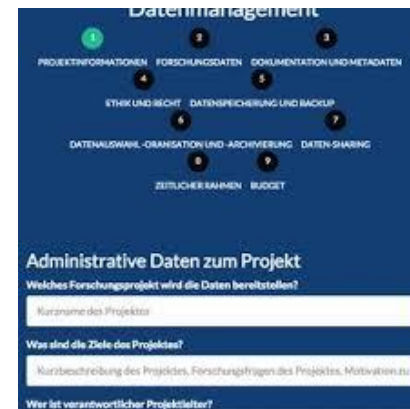 Datenmanagement
1 2 3
PROJEKTINFORMATIONEN FORSCHUNGSDATEN DOKUMENTATION UND METADATEN
4 5
ETHIK UND RECHT DATENSPEICHERUNG UND BACKUP
6 7
DATENAUSWAHL -ORANISATION UND -ARCHIVIERUNG DATEN-SHARING
8 9
ZEITLICHER RAHMEN BUDGET
Administrative Daten zum Projekt
Welches Forschungsprojekt wird die Daten bereitstellen?
Kurzname des Projektes
Was sind die Ziele des Projektes?
Kurzbeschreibung des Projektes, Forschungsfragen des Projektes, Motivation zu
Wer ist verantwortlicher Projektleiter?